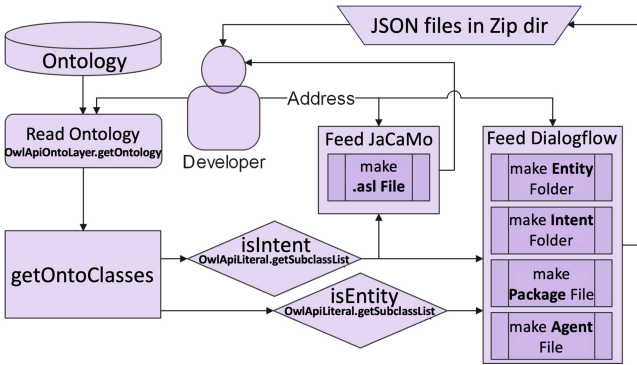 JSON files in Zip dir
Ontology
Address
Read Ontology
OwlApiOntoLayer.getOntology
Developer
Feed JaCaMo
make
.asl File
Feed Dialogflow
make Entity
Folder
make Intent
Folder
make
Package File
make Agent
File
getOntoClasses
isIntent
OwlApiLiteral.getSubclassList
isEntity
OwlApiLiteral.getSubclassList